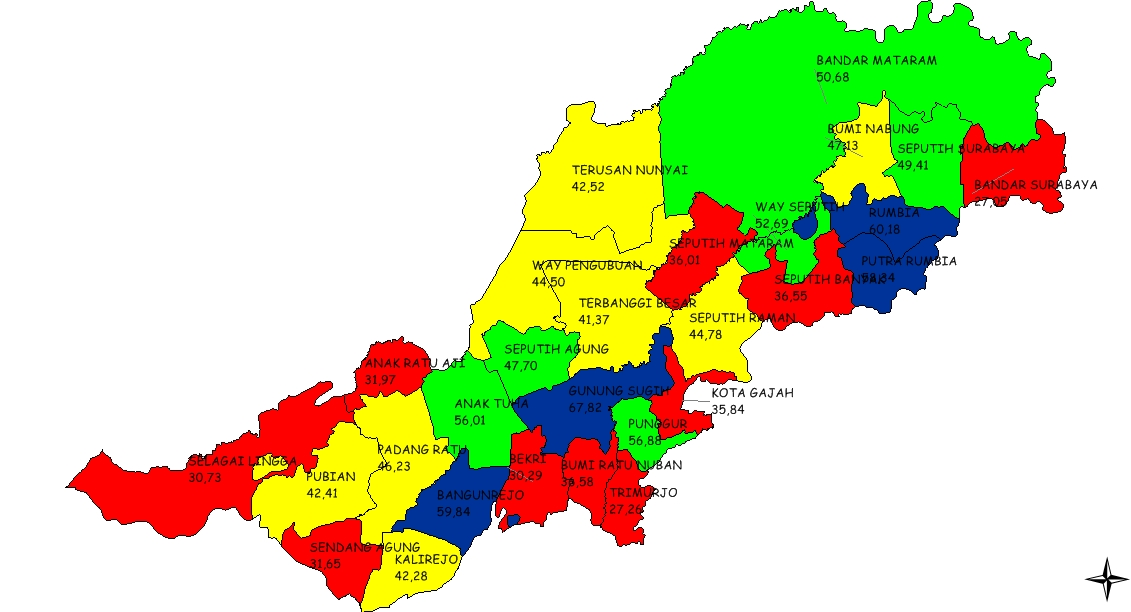 BANDAR MATARAM
50,68
BUMI NABUNG
47,13
SEPUTIH SURABAYA
49,41
TERUSAN NUNYAI
42,52
BANDAR SURABAYA
27,05
WAY SEPUTIH
52,69
RUMBIA
60,18
SEPUTIH MATARAM
36,01
PUTRA RUMBIA
WAY PENGUBUAN
44,50
SEPUTIH BANYAK
36,55
TERBANGGI BESAR
41,37
SEPUTIH RAMAN
44,78
SEPUTIH AGUNG
47,70
ANAK RATU AJI
31,97
GUNUNG SUGIH
67,82
KOTA GAJAH
35,84
ANAK TUHA
56,01
PUNGGUR
56,88
PADANG RATU
46,23
SELAGAI LINGGA
30,73
BEKRI
30,29
BUMI RATU NUBAN
PUBIAN
42,41
BANGUNREJO
59,84
TRIMURJO
27,26
SENDANG AGUNG
31,65
KALIREJO
42,28